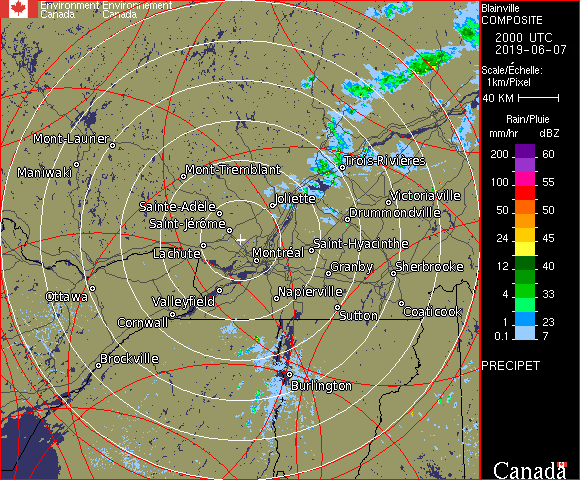 Environment Environnement
Canada Canada
Blainville
COMPOSITE
2000 UTC
2019-06-07
Scale/Échelle:
1km/Pixel
40 KM
Rain/Pluie
mm/hr dBZ
200 60
100 55
50 50
24 45
12 40
4 33
1 23
0.1 7
PRECIPET
Canada
Mont-Laurier
Maniwaki
Mont-Tremblant
Trois-Rivières
Sainte-Adèle
Joliette
Victoriaville
Saint-Jérôme
Drummondville
Lachute
Montréal
Saint-Hyacinthe
Granby
Sherbrooke
Ottawa
Valleyfield
Napierville
Cornwall
Sutton
Coaticook
Brockville
Burlington